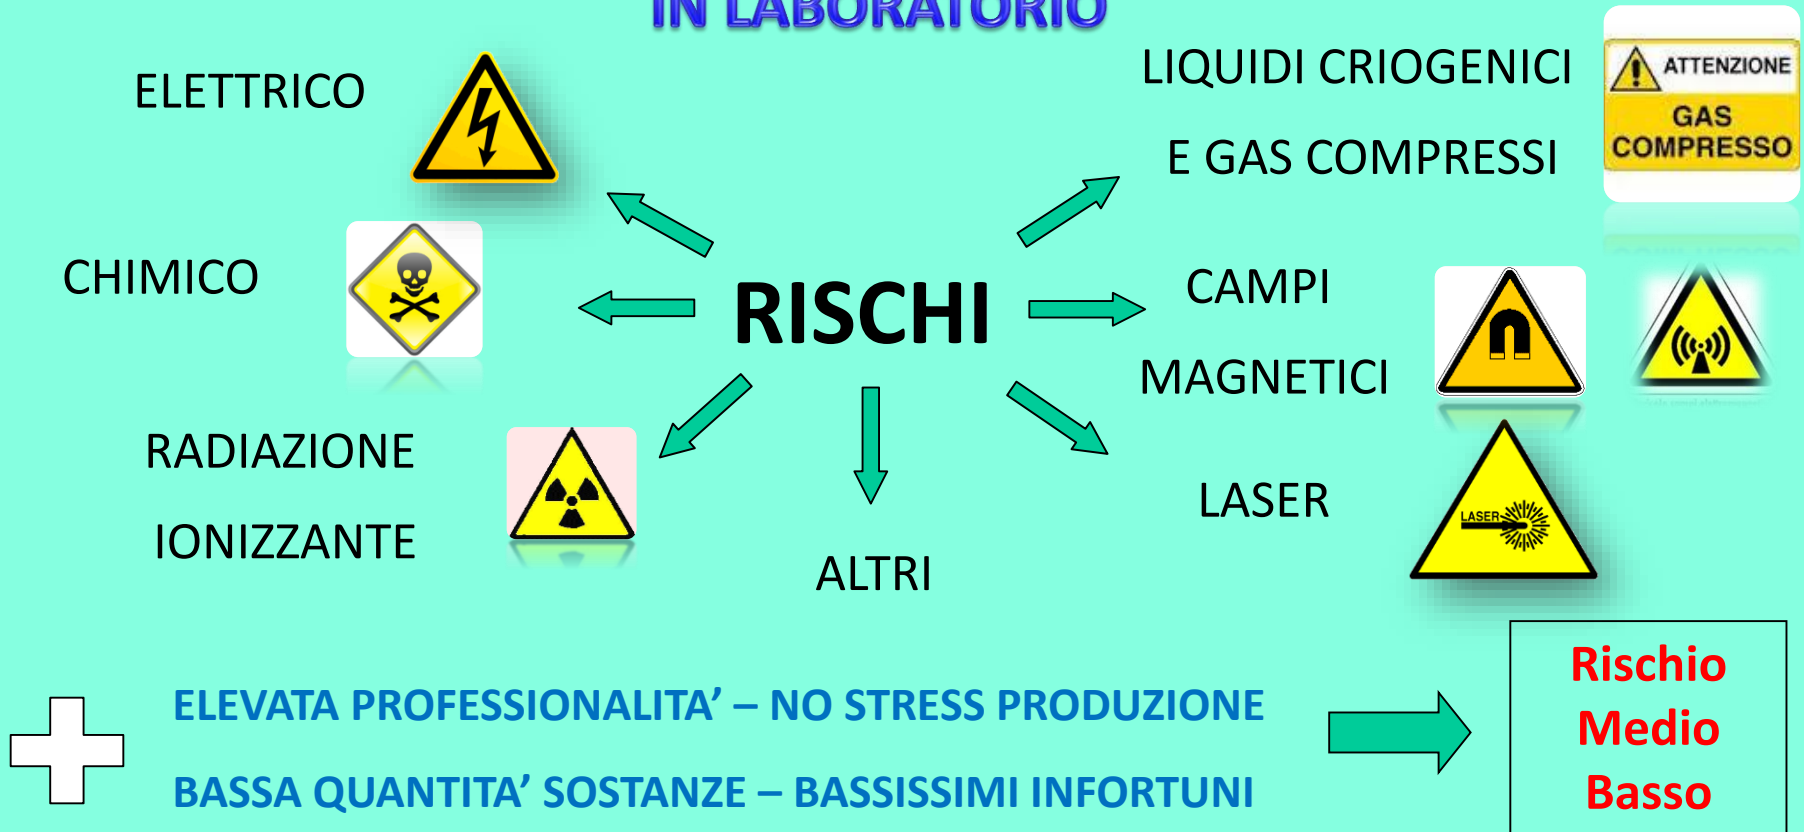 IN LABORATORIO
ELETTRICO
LIQUIDI CRIOGENICI
E GAS COMPRESSI
ATTENZIONE
GAS
COMPRESSO
CHIMICO
RISCHI
CAMPI
MAGNETICI
RADIAZIONE
IONIZZANTE
LASER
LASER
ALTRI
ELEVATA PROFESSIONALITA’ – NO STRESS PRODUZIONE
BASSA QUANTITA’ SOSTANZE – BASSISSIMI INFORTUNI
Rischio
Medio
Basso